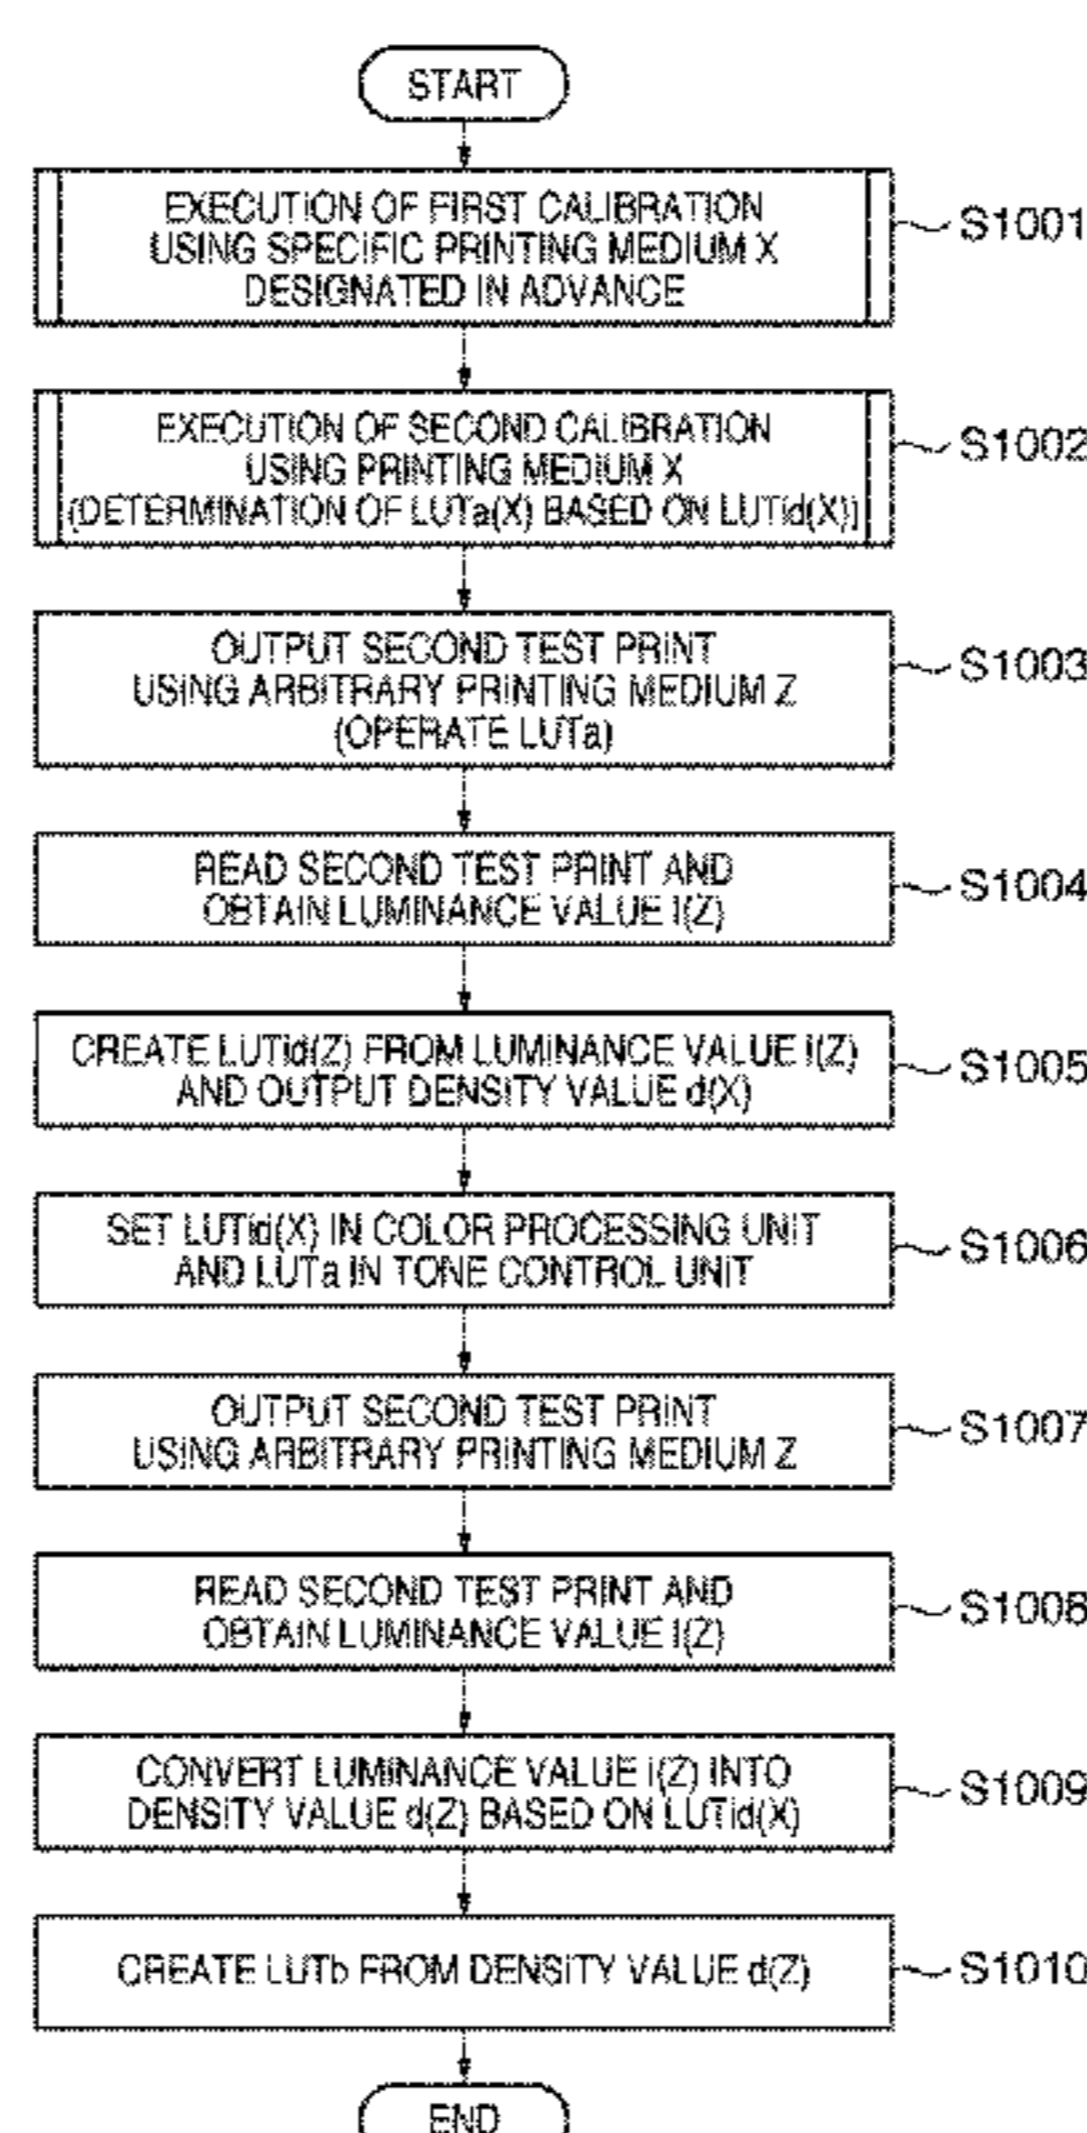 START
EXECUTION OF FIRST CALIBRATION
USING SPECIFIC PRINTING MEDIUM X
DESIGNATED IN ADVANCE
S1001
EXECUTION OF SECOND CALIBRATION
USING PRINTING MEDIUM X
(DETERMINATION OF LUTa(X) BASED ON LUTid(X))
S1002
OUTPUT SECOND TEST PRINT
USING ARBITRARY PRINTING MEDIUM Z
(OPERATE LUTa)
S1003
READ SECOND TEST PRINT AND
OBTAIN LUMINANCE VALUE i(Z)
S1004
CREATE LUTid(Z) FROM LUMINANCE VALUE i(Z)
AND OUTPUT DENSITY VALUE d(X)
S1005
SET LUTid(X) IN COLOR PROCESSING UNIT
AND LUTa IN TONE CONTROL UNIT
S1006
OUTPUT SECOND TEST PRINT
USING ARBITRARY PRINTING MEDIUM Z
S1007
READ SECOND TEST PRINT AND
OBTAIN LUMINANCE VALUE i(Z)
S1008
CONVERT LUMINANCE VALUE i(Z) INTO
DENSITY VALUE d(Z) BASED ON LUTid(X)
S1009
CREATE LUTb FROM DENSITY VALUE d(Z)
S1010
END